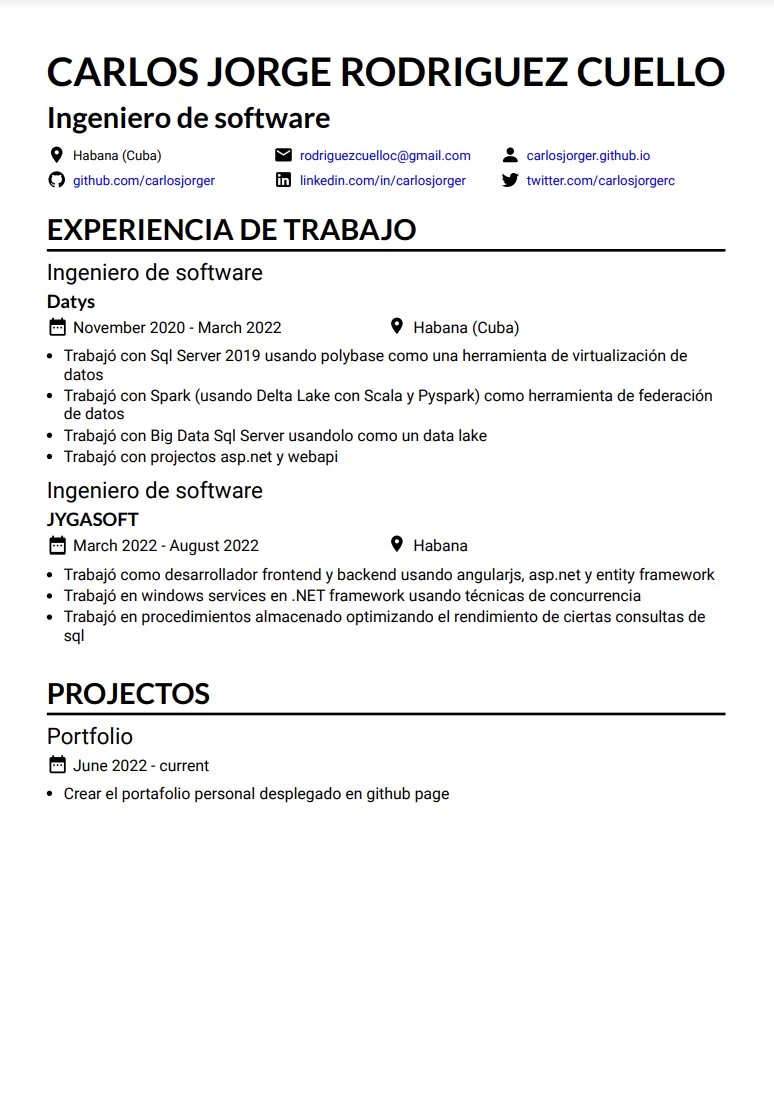 CARLOS JORGE RODRIGUEZ CUELLO
Ingeniero de software
Habana (Cuba)
rodriguezcuelloc@gmail.com
carlosjorger.github.io
github.com/carlosjorger
linkedin.com/in/carlosjorger
twitter.com/carlosjorgerc
EXPERIENCIA DE TRABAJO
Ingeniero de software
Datys
November 2020 - March 2022
Habana (Cuba)
• Trabajó con Sql Server 2019 usando polybase como una herramienta de virtualización de
datos
• Trabajó con Spark (usando Delta Lake con Scala y Pyspark) como herramienta de federación
de datos
• Trabajó con Big Data Sql Server usandolo como un data lake
• Trabajó con projectos asp.net y webapi
Ingeniero de software
JYGASOFT
March 2022 - August 2022
Habana
• Trabajó como desarrollador frontend y backend usando angularjs, asp.net y entity framework
• Trabajó en windows services en .NET framework usando técnicas de concurrencia
• Trabajó en procedimientos almacenado optimizando el rendimiento de ciertas consultas de
sql
PROJECTOS
Portfolio
June 2022 - current
• Crear el portafolio personal desplegado en github page